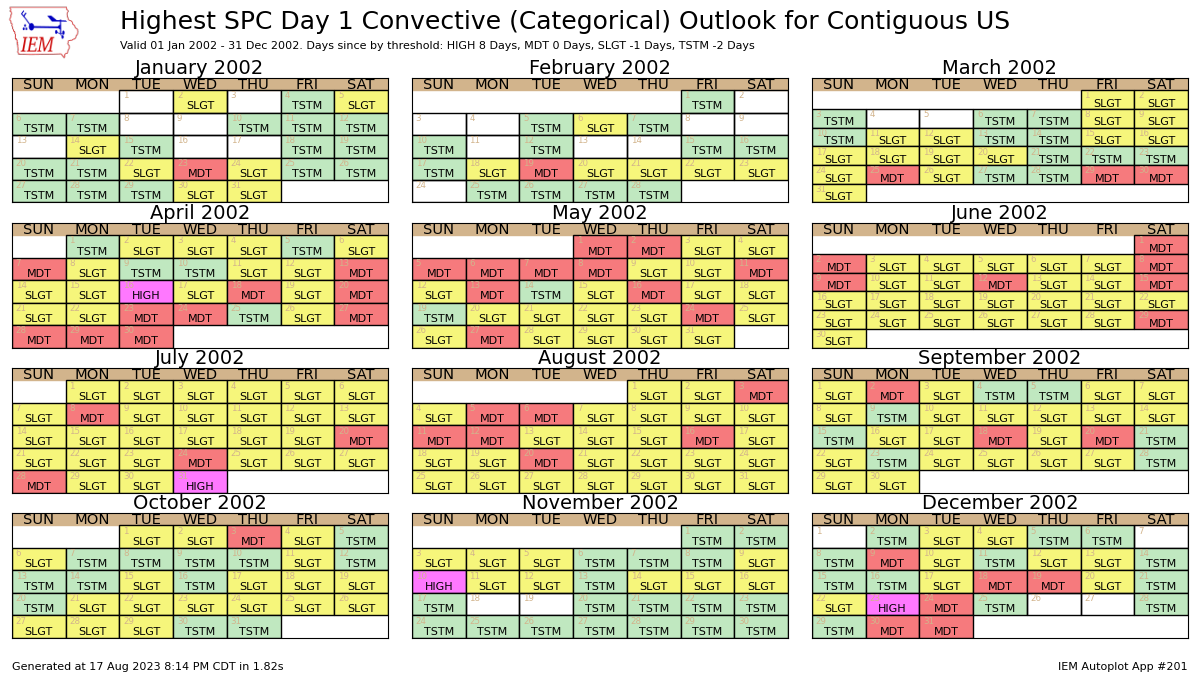 IEM
Highest SPC Day 1 Convective (Categorical) Outlook for Contiguous US
Valid 01 Jan 2002 - 31 Dec 2002. Days since by threshold: HIGH 8 Days, MDT 0 Days, SLGT -1 Days, TSTM -2 Days
January 2002
SUN MON TUE WED THU FRI SAT
1 2 SLGT 3 4 TSTM 5 SLGT
6 TSTM 7 TSTM 8 9 10 TSTM 11 TSTM 12 TSTM
13 14 SLGT 15 TSTM 16 17 18 TSTM 19 TSTM
20 TSTM 21 TSTM 22 SLGT 23 MDT 24 SLGT 25 TSTM 26 TSTM
27 TSTM 28 TSTM 29 TSTM 30 SLGT 31 SLGT
February 2002
SUN MON TUE WED THU FRI SAT
1 TSTM 2
3 4 5 TSTM 6 SLGT 7 TSTM 8 9
10 TSTM 11 12 TSTM 13 14 15 TSTM 16 TSTM
17 TSTM 18 SLGT 19 MDT 20 SLGT 21 SLGT 22 SLGT 23 SLGT
24 25 TSTM 26 TSTM 27 TSTM 28 TSTM
March 2002
SUN MON TUE WED THU FRI SAT
1 SLGT 2 SLGT
3 TSTM 4 5 6 TSTM 7 TSTM 8 SLGT 9 SLGT
10 TSTM 11 SLGT 12 SLGT 13 TSTM 14 TSTM 15 SLGT 16 SLGT
17 SLGT 18 SLGT 19 SLGT 20 SLGT 21 TSTM 22 TSTM 23 TSTM
24 SLGT 25 MDT 26 SLGT 27 TSTM 28 TSTM 29 MDT 30 MDT
31 SLGT
April 2002
SUN MON TUE WED THU FRI SAT
1 TSTM 2 SLGT 3 SLGT 4 SLGT 5 TSTM 6 SLGT
7 MDT 8 SLGT 9 TSTM 10 TSTM 11 SLGT 12 SLGT 13 MDT
14 SLGT 15 SLGT 16 HIGH 17 SLGT 18 MDT 19 SLGT 20 MDT
21 SLGT 22 SLGT 23 MDT 24 MDT 25 TSTM 26 SLGT 27 MDT
28 MDT 29 MDT 30 MDT
May 2002
SUN MON TUE WED THU FRI SAT
1 MDT 2 MDT 3 SLGT 4 SLGT
5 MDT 6 MDT 7 MDT 8 MDT 9 SLGT 10 SLGT 11 MDT
12 SLGT 13 MDT 14 TSTM 15 SLGT 16 MDT 17 SLGT 18 SLGT
19 TSTM 20 SLGT 21 SLGT 22 SLGT 23 SLGT 24 MDT 25 SLGT
26 SLGT 27 MDT 28 SLGT 29 SLGT 30 SLGT 31 SLGT
June 2002
SUN MON TUE WED THU FRI SAT
1 MDT
2 MDT 3 SLGT 4 SLGT 5 SLGT 6 SLGT 7 SLGT 8 MDT
9 MDT 10 SLGT 11 SLGT 12 MDT 13 SLGT 14 SLGT 15 MDT
16 SLGT 17 SLGT 18 SLGT 19 SLGT 20 SLGT 21 SLGT 22 SLGT
23 SLGT 24 SLGT 25 SLGT 26 SLGT 27 SLGT 28 SLGT 29 MDT
30 SLGT
July 2002
SUN MON TUE WED THU FRI SAT
1 SLGT 2 SLGT 3 SLGT 4 SLGT 5 SLGT 6 SLGT
7 SLGT 8 MDT 9 SLGT 10 SLGT 11 SLGT 12 SLGT 13 SLGT
14 SLGT 15 SLGT 16 SLGT 17 SLGT 18 SLGT 19 SLGT 20 MDT
21 SLGT 22 SLGT 23 SLGT 24 MDT 25 SLGT 26 SLGT 27 SLGT
28 MDT 29 SLGT 30 SLGT 31 HIGH
August 2002
SUN MON TUE WED THU FRI SAT
1 SLGT 2 SLGT 3 MDT
4 SLGT 5 MDT 6 MDT 7 SLGT 8 SLGT 9 SLGT 10 SLGT
11 MDT 12 MDT 13 SLGT 14 SLGT 15 SLGT 16 MDT 17 SLGT
18 SLGT 19 SLGT 20 MDT 21 SLGT 22 SLGT 23 SLGT 24 SLGT
25 SLGT 26 SLGT 27 SLGT 28 SLGT 29 SLGT 30 SLGT 31 SLGT
September 2002
SUN MON TUE WED THU FRI SAT
1 SLGT 2 MDT 3 SLGT 4 TSTM 5 TSTM 6 SLGT 7 SLGT
8 SLGT 9 TSTM 10 SLGT 11 SLGT 12 SLGT 13 SLGT 14 SLGT
15 TSTM 16 SLGT 17 SLGT 18 MDT 19 SLGT 20 MDT 21 TSTM
22 SLGT 23 TSTM 24 SLGT 25 SLGT 26 SLGT 27 SLGT 28 TSTM
29 SLGT 30 SLGT
October 2002
SUN MON TUE WED THU FRI SAT
1 SLGT 2 SLGT 3 MDT 4 SLGT 5 TSTM
6 SLGT 7 TSTM 8 TSTM 9 TSTM 10 TSTM 11 SLGT 12 TSTM
13 TSTM 14 TSTM 15 SLGT 16 TSTM 17 SLGT 18 SLGT 19 SLGT
20 TSTM 21 SLGT 22 SLGT 23 SLGT 24 SLGT 25 SLGT 26 SLGT
27 SLGT 28 SLGT 29 SLGT 30 TSTM 31 TSTM
November 2002
SUN MON TUE WED THU FRI SAT
1 TSTM 2 TSTM
3 SLGT 4 SLGT 5 SLGT 6 TSTM 7 TSTM 8 TSTM 9 SLGT
10 HIGH 11 SLGT 12 SLGT 13 TSTM 14 SLGT 15 SLGT 16 SLGT
17 TSTM 18 19 20 TSTM 21 TSTM 22 TSTM 23 TSTM
24 TSTM 25 TSTM 26 TSTM 27 TSTM 28 TSTM 29 TSTM 30 TSTM
December 2002
SUN MON TUE WED THU FRI SAT
1 2 TSTM 3 SLGT 4 SLGT 5 TSTM 6 TSTM 7
8 TSTM 9 MDT 10 SLGT 11 TSTM 12 SLGT 13 SLGT 14 TSTM
15 TSTM 16 TSTM 17 SLGT 18 MDT 19 MDT 20 SLGT 21 TSTM
22 SLGT 23 HIGH 24 MDT 25 TSTM 26 27 28 TSTM
29 TSTM 30 MDT 31 MDT
Generated at 17 Aug 2023 8:14 PM CDT in 1.82s
IEM Autoplot App #201